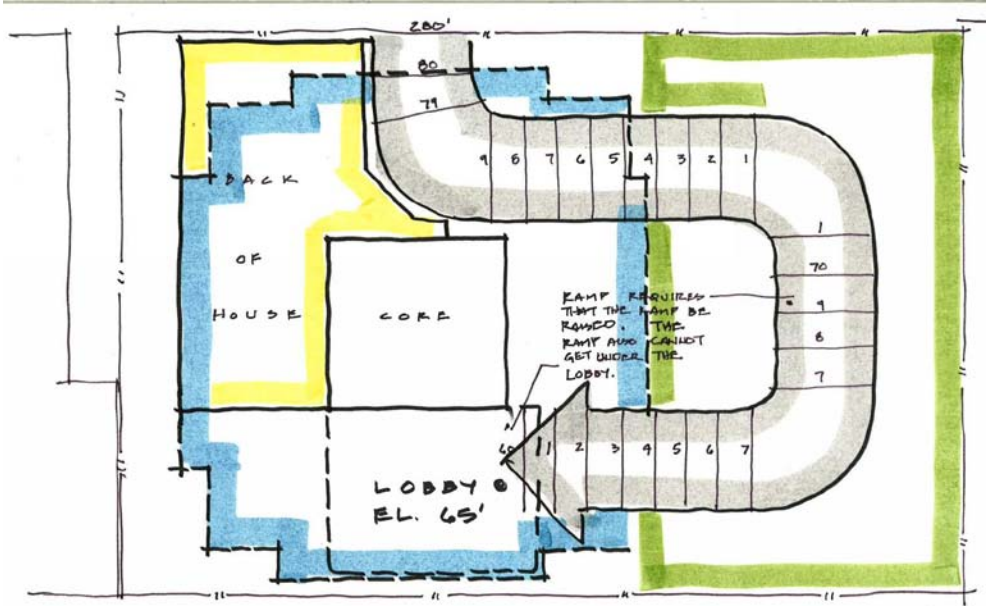 280'
80
79
9 8 7 6 5 4 3 2 1
BACK
1
OF
70
HOUSE
CORE
RAMP REQUIRES
THAT THE RAMP BE
RAISED. THE
RAMP ALSO CANNOT
GET UNDER THE
LOBBY.
9
8
7
60 1 2 3 4 5 6 7
LOBBY @
EL. 65'